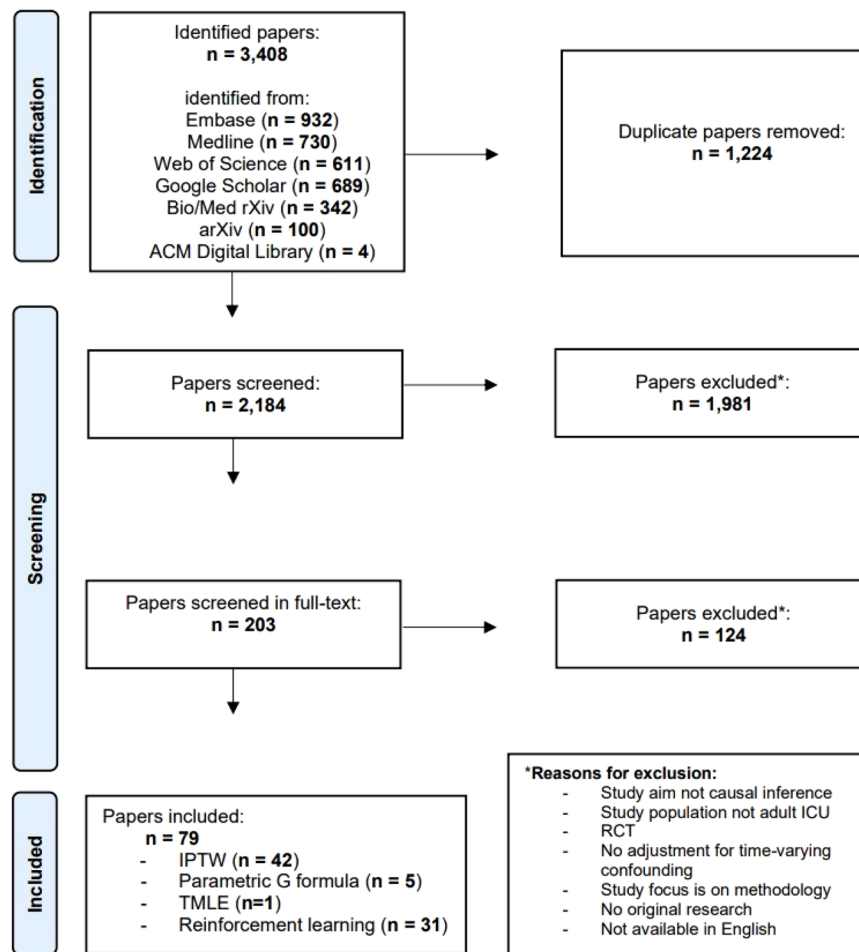 Identification
Identified papers:
n = 3,408
identified from:
Embase (n = 932)
Medline (n = 730)
Web of Science (n = 611)
Google Scholar (n = 689)
Bio/Med rXiv (n = 342)
arXiv (n = 100)
ACM Digital Library (n = 4)
Duplicate papers removed:
n = 1,224
Screening
Papers screened:
n = 2,184
Papers excluded*:
n = 1,981
Papers screened in full-text:
n = 203
Papers excluded*:
n = 124
Included
Papers included:
n = 79
- IPTW (n = 42)
- Parametric G formula (n = 5)
- TMLE (n=1)
- Reinforcement learning (n = 31)
*Reasons for exclusion:
- Study aim not causal inference
- Study population not adult ICU
- RCT
- No adjustment for time-varying
confounding
- Study focus is on methodology
- No original research
- Not available in English